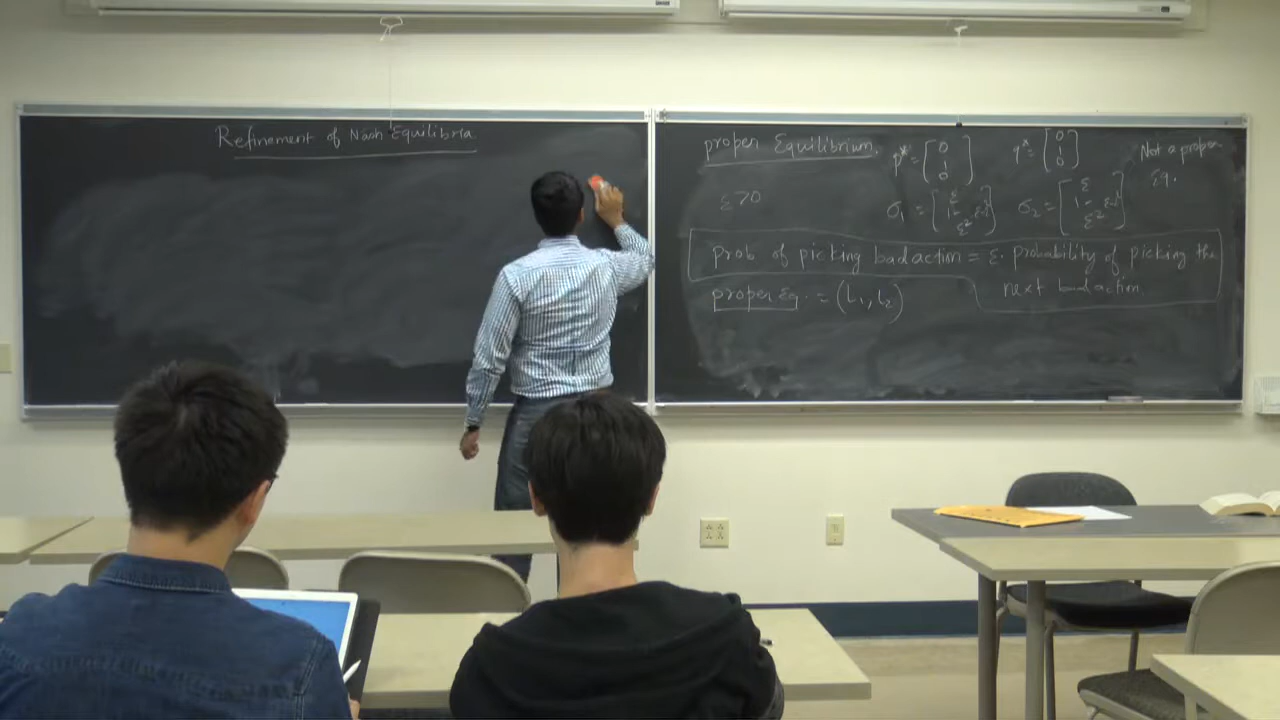 Refinement of Nash Equilibria
proper Equilibrium.
p* = [0 1 0]
q* = [0 1 0]
Not a proper Eq.
ε > 0
σ₁ = [ε 1-ε-ε² ε²]
σ₂ = [ε 1-ε-ε² ε²]
prob of picking bad action = ε. probability of picking the
next bad action.
proper Eq. = (L₁, L₂)